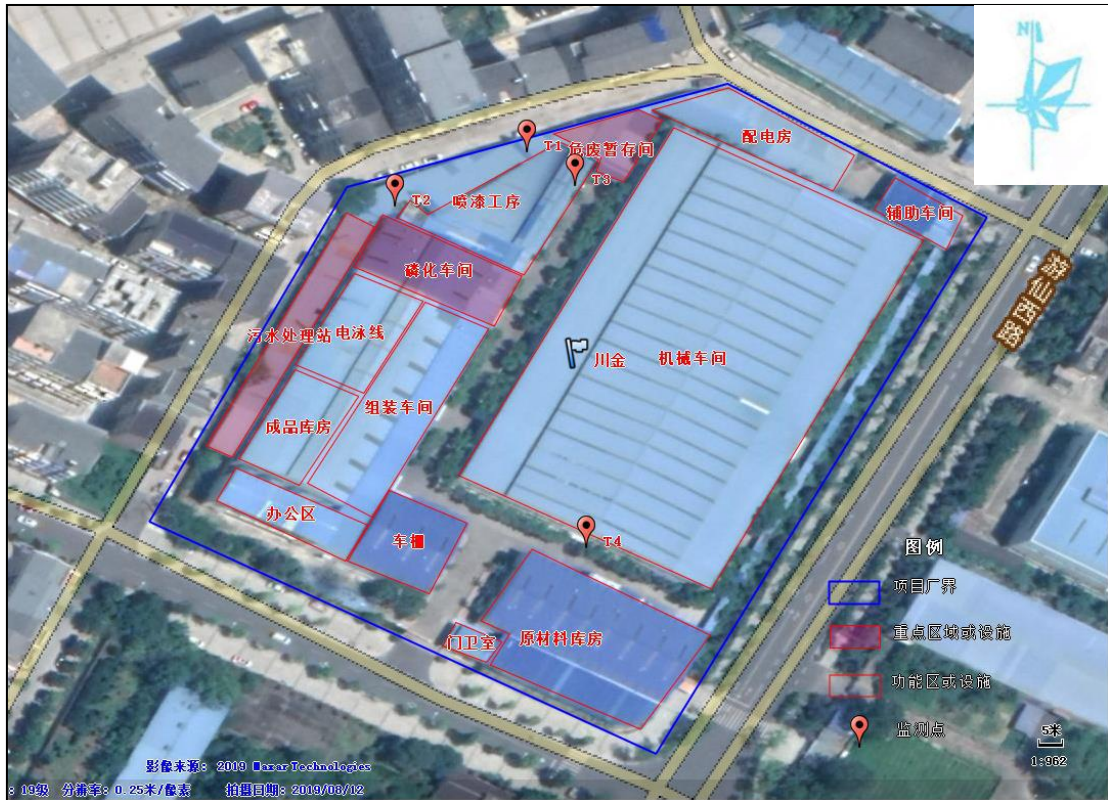 N
配电房
T1
危废暂存间
T3
T2
喷漆工序
辅助车间
磷化车间
游仙西路
污水处理站
电泳线
川金
机械车间
组装车间
成品库房
办公区
车棚
T4
图例
项目厂界
门卫室
原材料库房
重点区域或设施
功能区或设施
监测点
5米
1:962
影像来源: 2019 Maxar Technologies
: 19级 分辨率: 0.25米/像素 拍摄日期: 2019/08/12